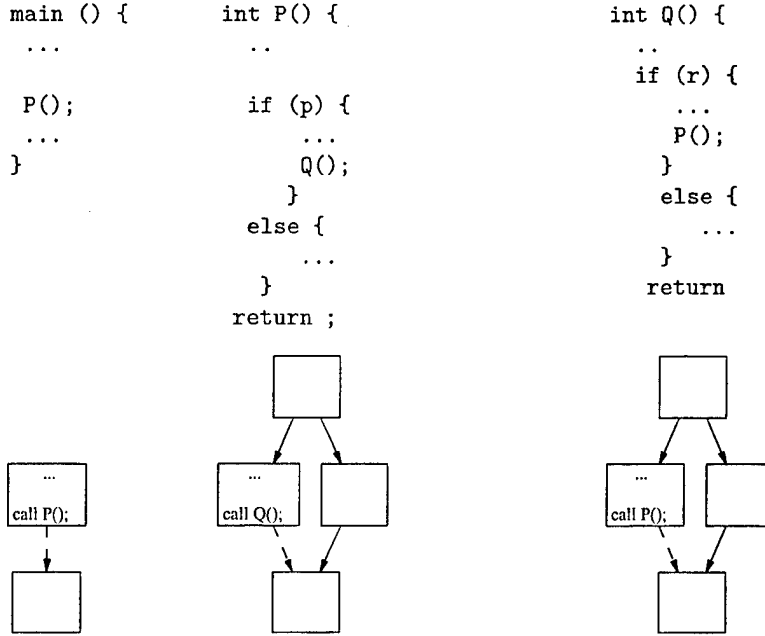 main () {
...
P();
...
}
int P() {
..
if (p) {
...
Q();
}
else {
...
}
return ;
int Q() {
..
if (r) {
...
P();
}
else {
...
}
return
...
call P();
...
call Q();
...
call P();